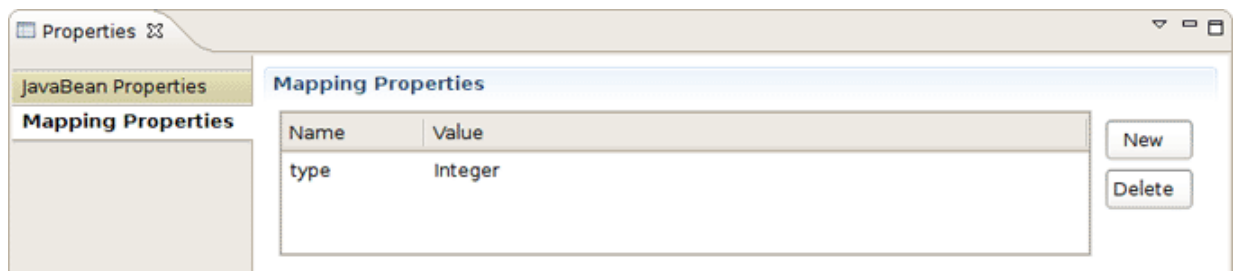 Properties
JavaBean Properties
Mapping Properties
Mapping Properties
Name Value
type Integer
New
Delete